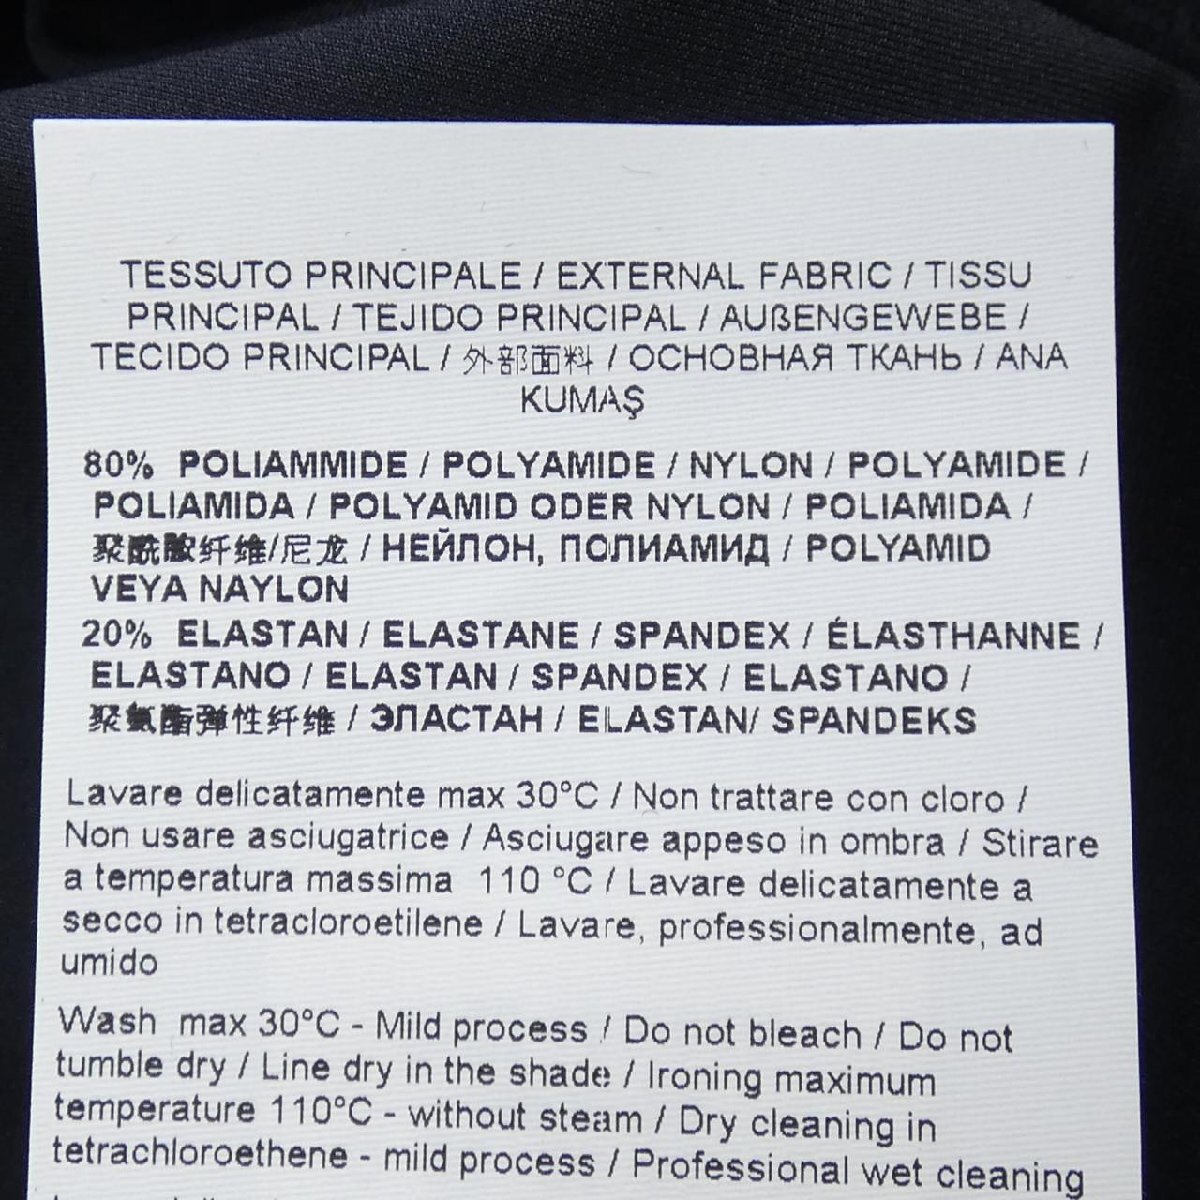 TESSUTO PRINCIPALE / EXTERNAL FABRIC / TISSU
PRINCIPAL / TEJIDO PRINCIPAL / AUßENGEWEBE /
TECIDO PRINCIPAL / 外部面料 / ОСНОВНАЯ ТКАНЬ / ANA
KUMAŞ
80% POLIAMMIDE / POLYAMIDE / NYLON / POLYAMIDE /
POLIAMIDA / POLYAMID ODER NYLON / POLIAMIDA /
聚酰胺纤维/尼龙 / НЕЙЛОН, ПОЛИАМИД / POLYAMID
VEYA NAYLON
20% ELASTAN / ELASTANE / SPANDEX / ÉLASTHANNE /
ELASTANO / ELASTAN / SPANDEX / ELASTANO /
聚氨酯弹性纤维 / ЭЛАСТАН / ELASTAN/ SPANDEKS
Lavare delicatamente max 30°C / Non trattare con cloro /
Non usare asciugatrice / Asciugare appeso in ombra / Stirare
a temperatura massima 110 °C / Lavare delicatamente a
secco in tetracloroetilene / Lavare, professionalmente, ad
umido
Wash max 30°C - Mild process / Do not bleach / Do not
tumble dry / Line dry in the shade / Ironing maximum
temperature 110°C - without steam / Dry cleaning in
tetrachloroethene - mild process / Professional wet cleaning